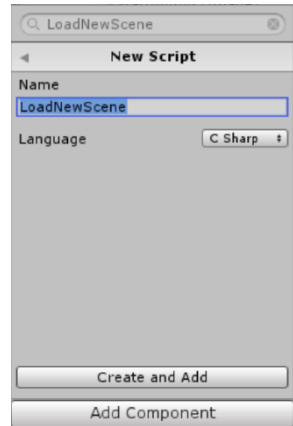 LoadNewScene
New Script
Name
LoadNewScene
Language C Sharp
Create and Add
Add Component